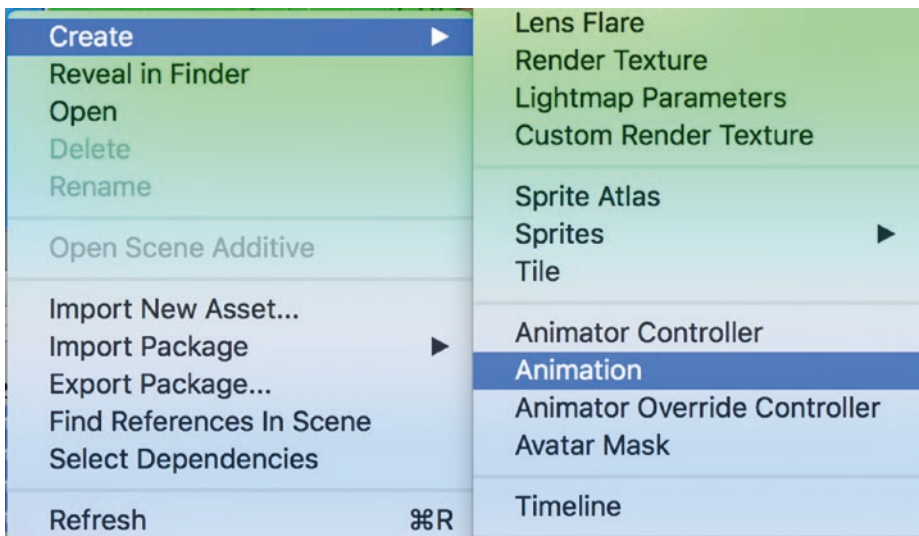 Create
Reveal in Finder
Open
Delete
Rename
Open Scene Additive
Import New Asset...
Import Package
Export Package...
Find References In Scene
Select Dependencies
Refresh ⌘R
Lens Flare
Render Texture
Lightmap Parameters
Custom Render Texture
Sprite Atlas
Sprites
Tile
Animator Controller
Animation
Animator Override Controller
Avatar Mask
Timeline